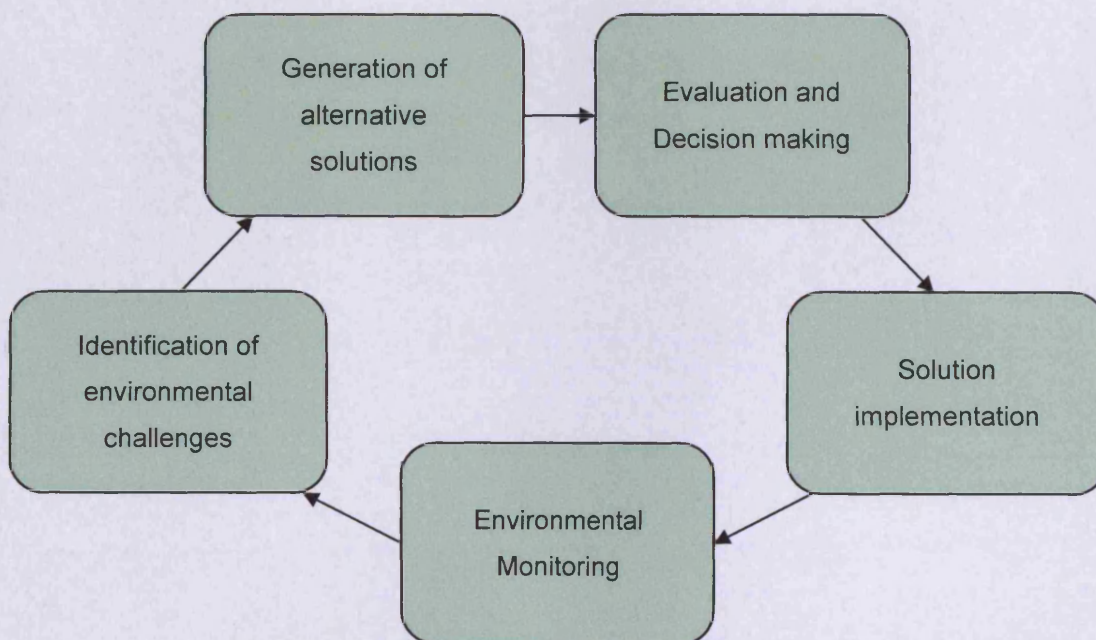 Generation of
alternative
solutions
Evaluation and
Decision making
Identification of
environmental
challenges
Solution
implementation
Environmental
Monitoring